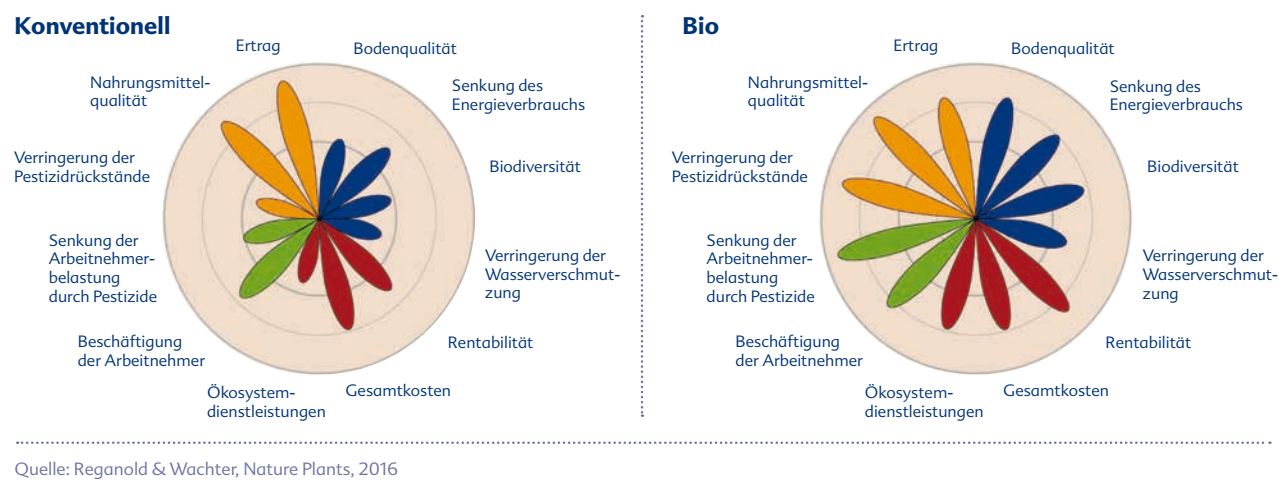 Konventionell
Ertrag
Bodenqualität
Nahrungsmittel-
qualität
Senkung des
Energieverbrauchs
Verringerung der
Pestizidrückstände
Biodiversität
Senkung der
Arbeitnehmer-
belastung
durch Pestizide
Verringerung der
Wasserverschmut-
zung
Beschäftigung
der Arbeitnehmer
Rentabilität
Ökosystem-
dienstleistungen
Gesamtkosten
Bio
Ertrag
Bodenqualität
Nahrungsmittel-
qualität
Senkung des
Energieverbrauchs
Verringerung der
Pestizidrückstände
Biodiversität
Senkung der
Arbeitnehmer-
belastung
durch Pestizide
Verringerung der
Wasserverschmut-
zung
Beschäftigung
der Arbeitnehmer
Rentabilität
Ökosystem-
dienstleistungen
Gesamtkosten
Quelle: Reganold & Wachter, Nature Plants, 2016